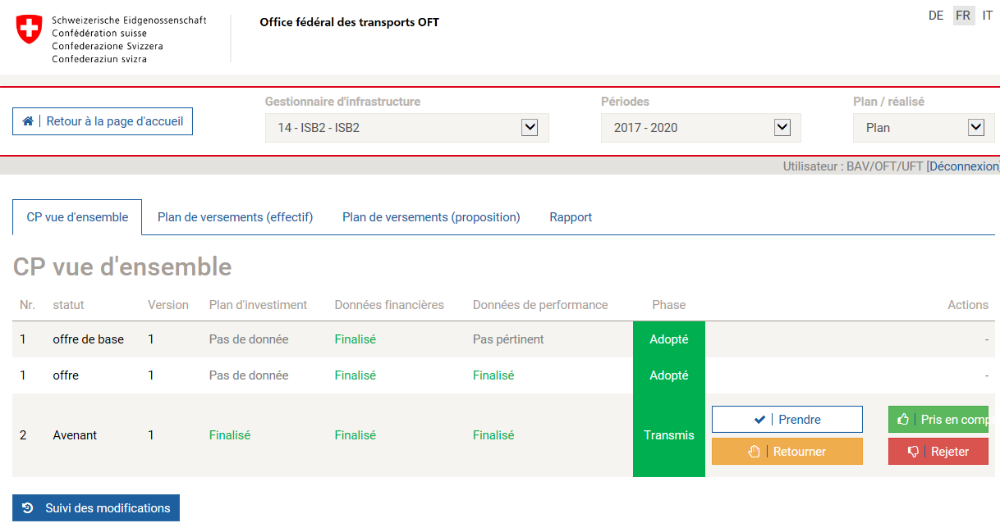 Schweizerische Eidgenossenschaft
Confédération suisse
Confederazione Svizzera
Confederaziun svizra
Office fédéral des transports OFT
DE FR IT
Gestionnaire d'infrastructure Périodes Plan / réalisé
Retour à la page d'accueil
14 - ISB2 - ISB2 2017 - 2020 Plan
Utilisateur : BAV/OFT/UFT [Déconnexion]
CP vue d'ensemble Plan de versements (effectif) Plan de versements (proposition) Rapport
CP vue d'ensemble
Nr. statut Version Plan d'investiment Données financières Données de performance Phase Actions
1 offre de base 1 Pas de donnée Finalisé Pas pértinent Adopté -
1 offre 1 Pas de donnée Finalisé Finalisé Adopté -
Prendre Pris en compt
2 Avenant 1 Finalisé Finalisé Finalisé Transmis
Retourner Rejeter
Suivi des modifications